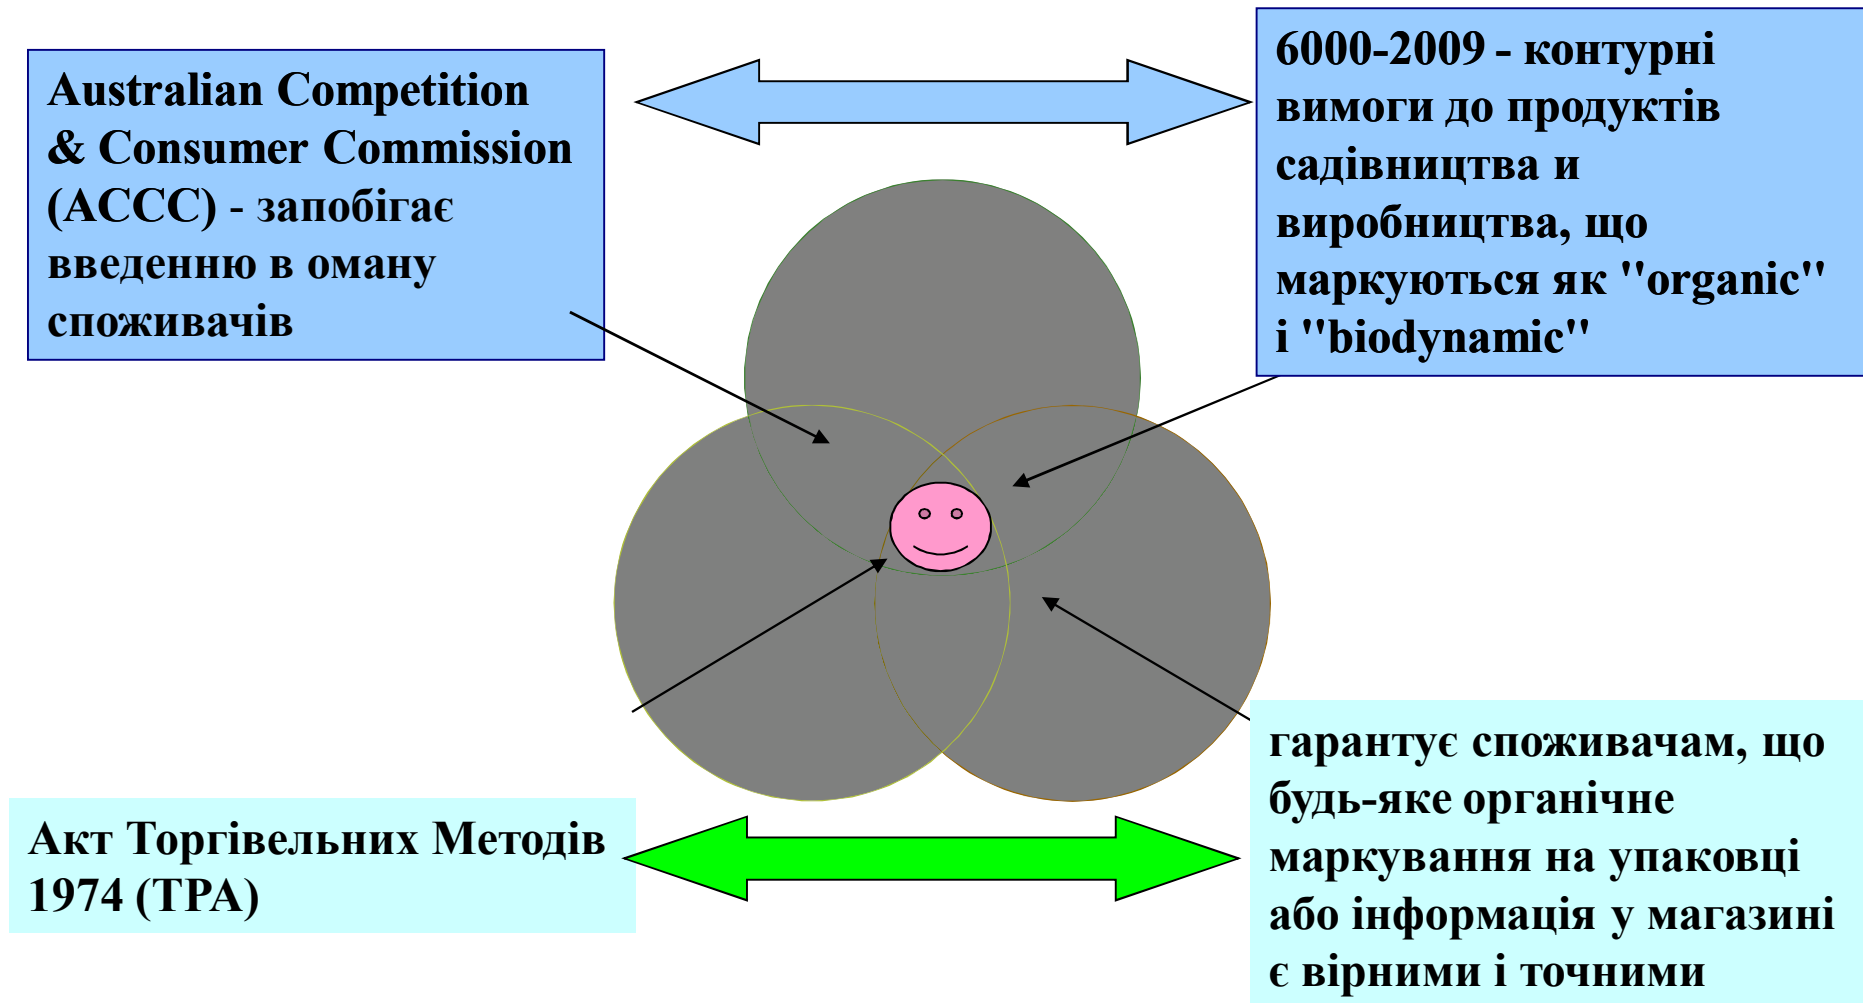 Australian Competition
& Consumer Commission
(ACCC) - запобігає
введенню в оману
споживачів
6000-2009 - контурні
вимоги до продуктів
садівництва и
виробництва, що
маркуються як "organic"
і "biodynamic"
Акт Торгівельних Методів
1974 (TPA)
гарантує споживачам, що
будь-яке органічне
маркування на упаковці
або інформація у магазині
є вірними і точними